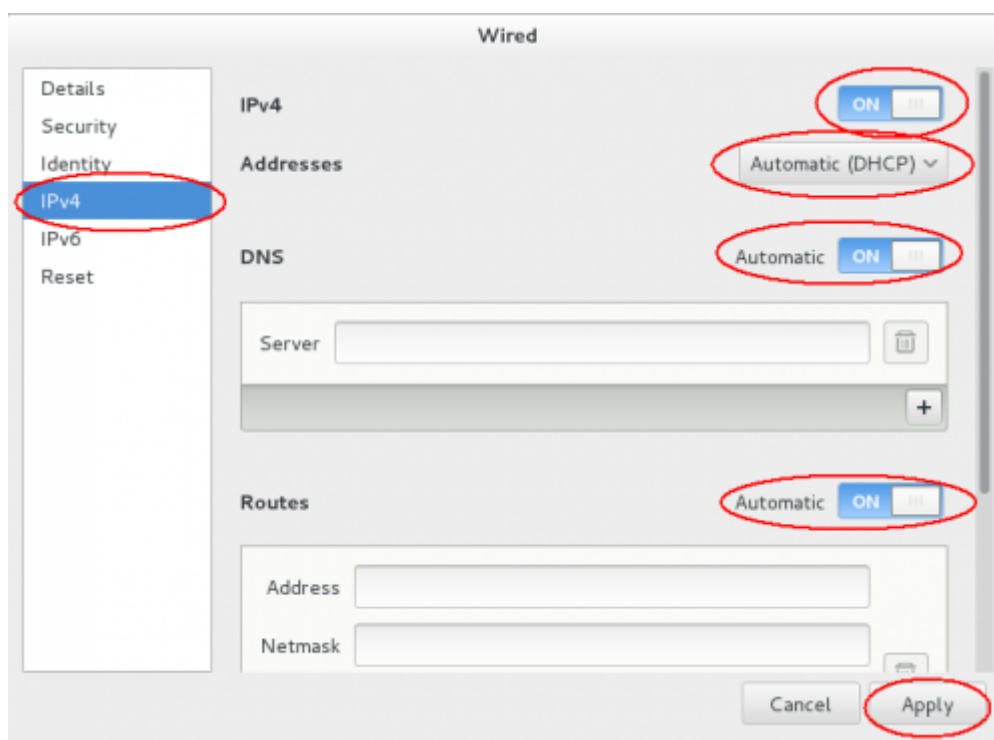 Wired
Details
Security
Identity
IPv4
IPv6
Reset
IPv4 ON
Addresses Automatic (DHCP)
DNS Automatic ON
Server
+
Routes Automatic ON
Address
Netmask
Cancel Apply